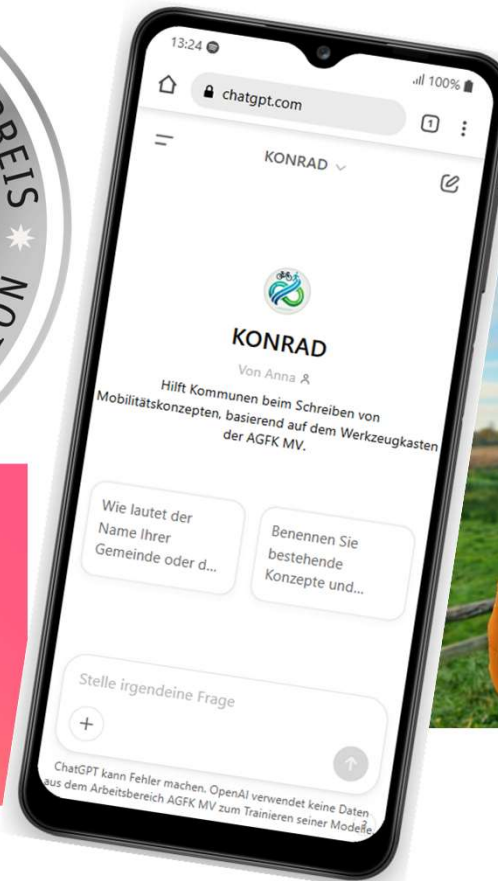 13:24
100%
chatgpt.com
1
KONRAD
KONRAD
Von Anna
Hilft Kommunen beim Schreiben von
Mobilitätskonzepten, basierend auf dem Werkzeugkasten
der AGFK MV.
Wie lautet der
Name Ihrer
Gemeinde oder d...
Benennen Sie
bestehende
Konzepte und...
Stelle irgendeine Frage
ChatGPT kann Fehler machen. OpenAI verwendet keine Daten
aus dem Arbeitsbereich AGFK MV zum Trainieren seiner Modelle